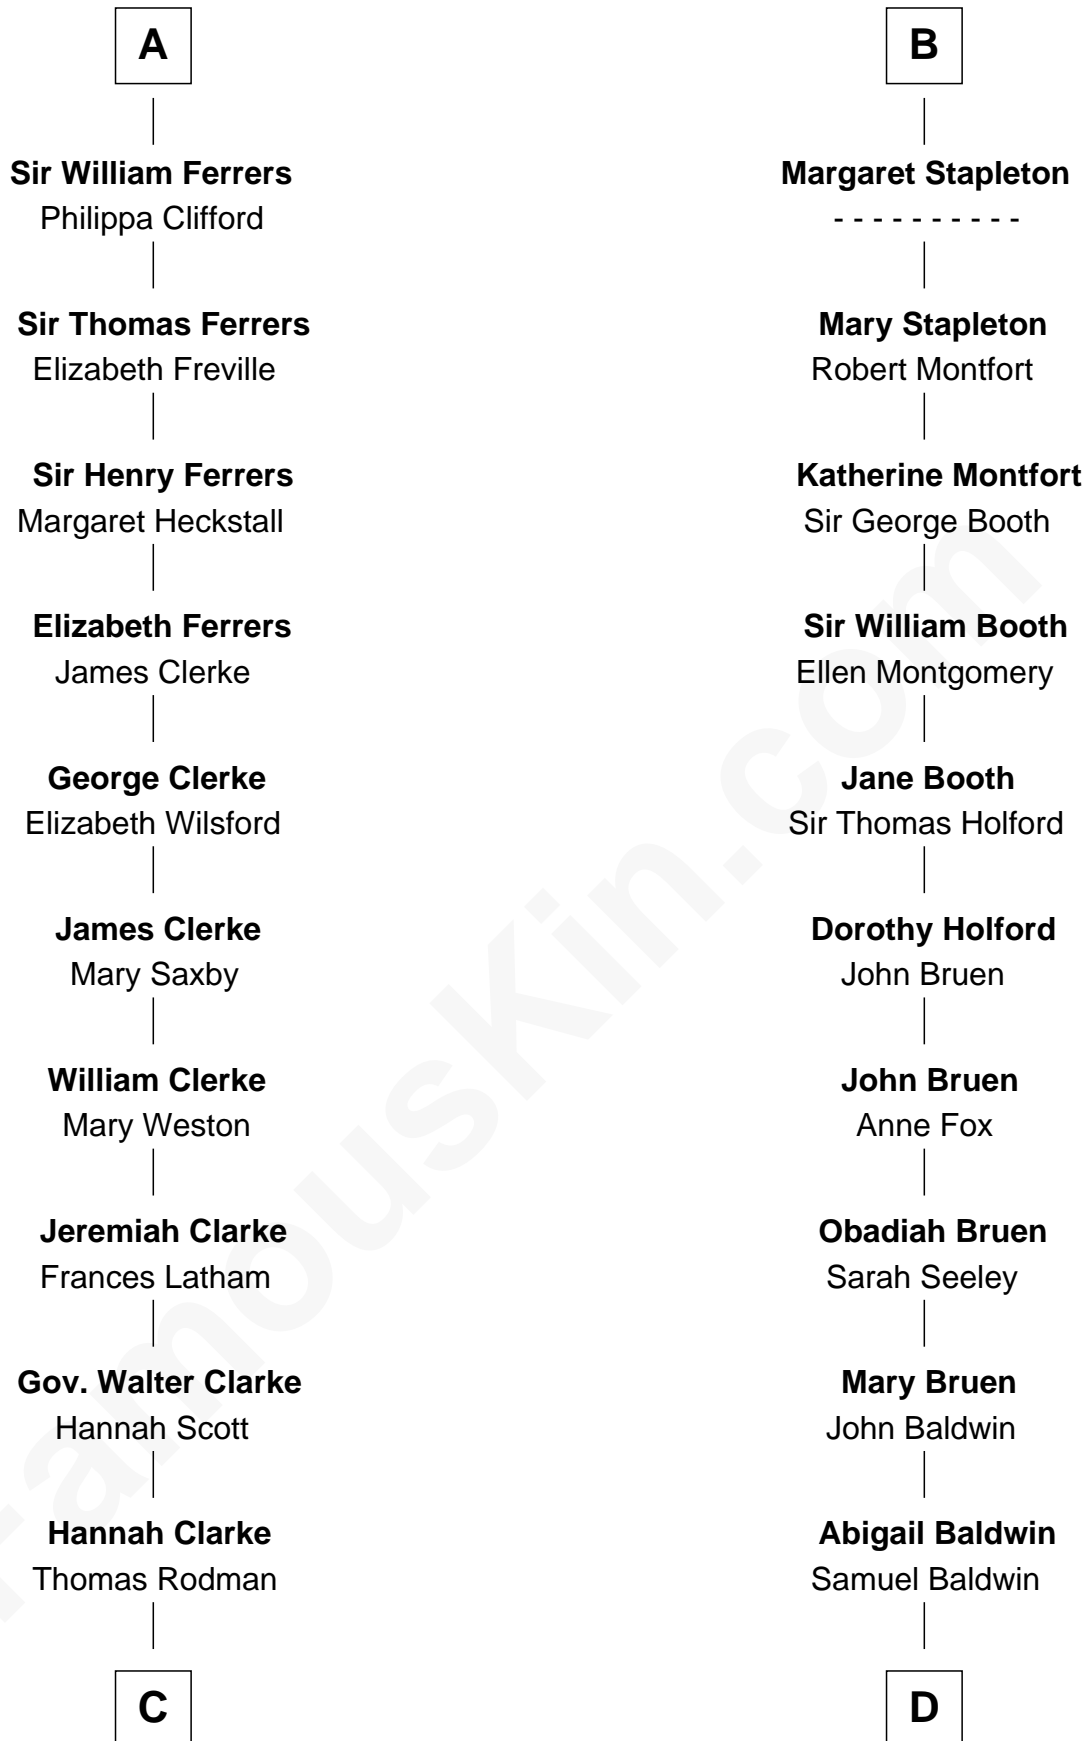 A
Sir William Ferrers
Philippa Clifford
Sir Thomas Ferrers
Elizabeth Freville
Sir Henry Ferrers
Margaret Heckstall
Elizabeth Ferrers
James Clerke
George Clerke
Elizabeth Wilsford
James Clerke
Mary Saxby
William Clerke
Mary Weston
Jeremiah Clarke
Frances Latham
Gov. Walter Clarke
Hannah Scott
Hannah Clarke
Thomas Rodman
C
B
Margaret Stapleton
- - - - - - - - - -
Mary Stapleton
Robert Montfort
Katherine Montfort
Sir George Booth
Sir William Booth
Ellen Montgomery
Jane Booth
Sir Thomas Holford
Dorothy Holford
John Bruen
John Bruen
Anne Fox
Obadiah Bruen
Sarah Seeley
Mary Bruen
John Baldwin
Abigail Baldwin
Samuel Baldwin
D
FamousKin.com